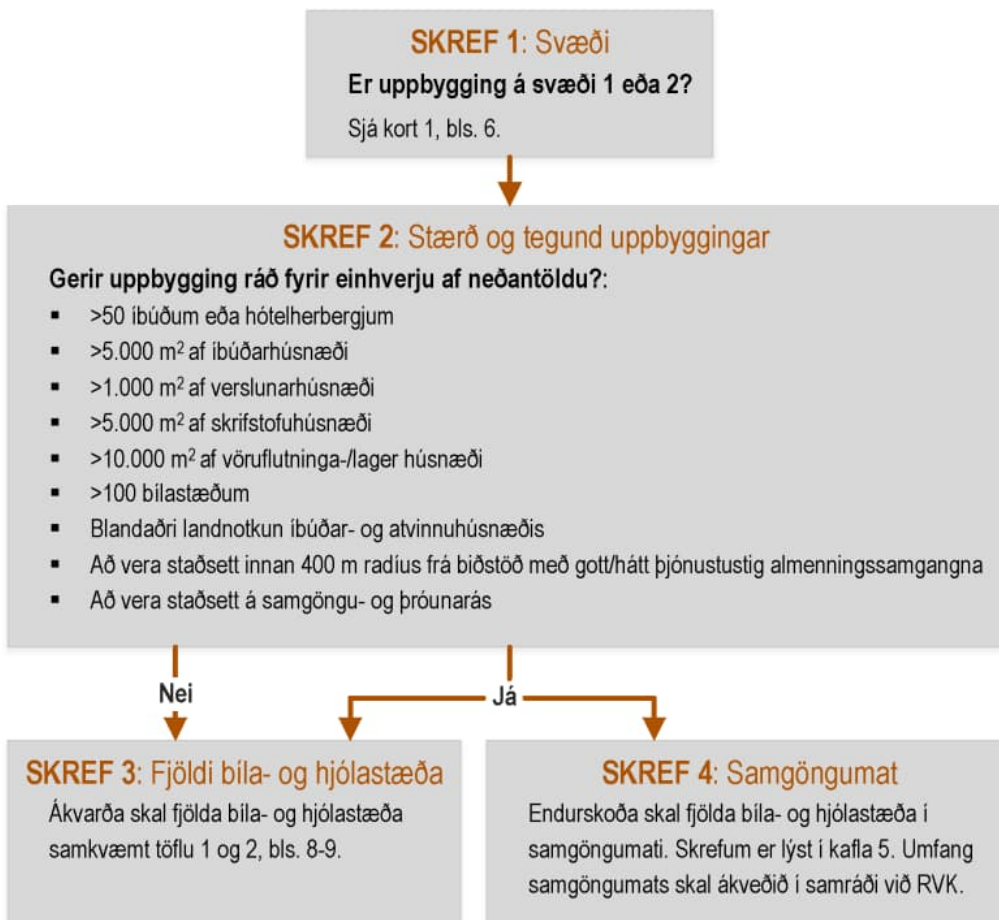 SKREF 1: Svæði
Er uppbygging á svæði 1 eða 2?
Sjá kort 1, bls. 6.
SKREF 2: Stærð og tegund uppbyggingar
Gerir uppbygging ráð fyrir einhverju af neðantöldu?:
▪ >50 íbúðum eða hótelherbergjum
▪ >5.000 m² af íbúðarhúsnæði
▪ >1.000 m² af verslunarhúsnæði
▪ >5.000 m² af skrifstofuhúsnæði
▪ >10.000 m² af vöruflutninga-/lager húsnæði
▪ >100 bílastæðum
▪ Blandaðri landnotkun íbúðar- og atvinnuhúsnæðis
▪ Að vera staðsett innan 400 m radíus frá biðstöð með gott/hátt þjónustustig almenningssamgangna
▪ Að vera staðsett á samgöngu- og þróunarás
Nei
Já
SKREF 3: Fjöldi bíla- og hjólastæða
Ákvarða skal fjölda bíla- og hjólastæða
samkvæmt töflu 1 og 2, bls. 8-9.
SKREF 4: Samgöngumat
Endurskoða skal fjölda bíla- og hjólastæða í
samgöngumati. Skrefum er lýst í kafla 5. Umfang
samgöngumats skal ákveðið í samráði við RVK.